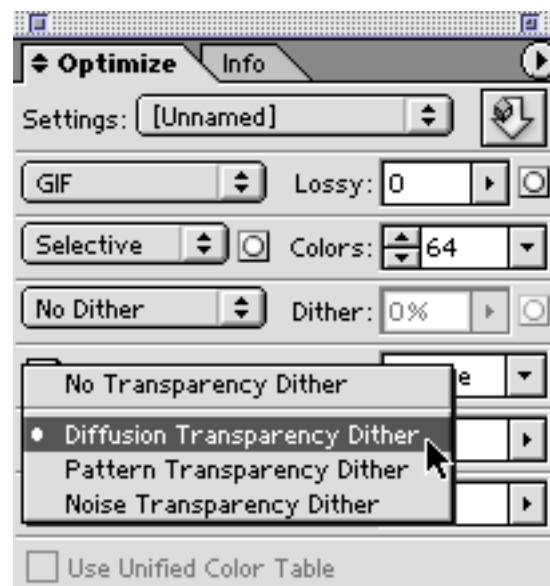 Optimize Info
Settings: [Unnamed]
GIF Lossy: 0
Selective Colors: 64
No Dither Dither: 0%
No Transparency Dither
Diffusion Transparency Dither
Pattern Transparency Dither
Noise Transparency Dither
Use Unified Color Table